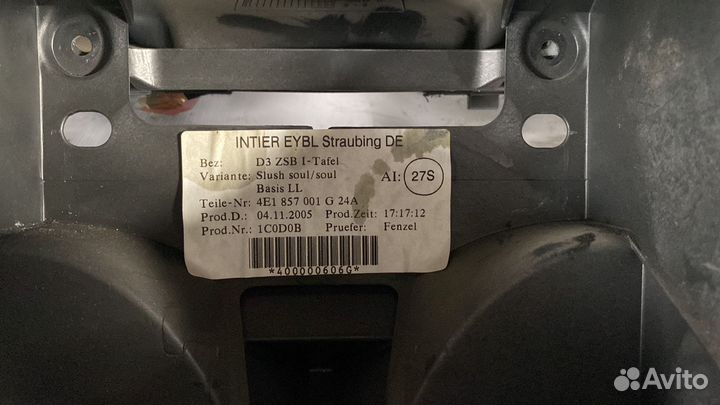 INTIER EYBL Straubing DE
Bez: D3 ZSB I-Tafel
Variante: Slush soul/soul
Basis LL
AI: 27S
Teile-Nr: 4E1 857 001 G 24A
Prod.D.: 04.11.2005 Prod.Zeit: 17:17:12
Prod.Nr.: 1C0D0B Pruefer: Fenzel
*400000606G*
Avito